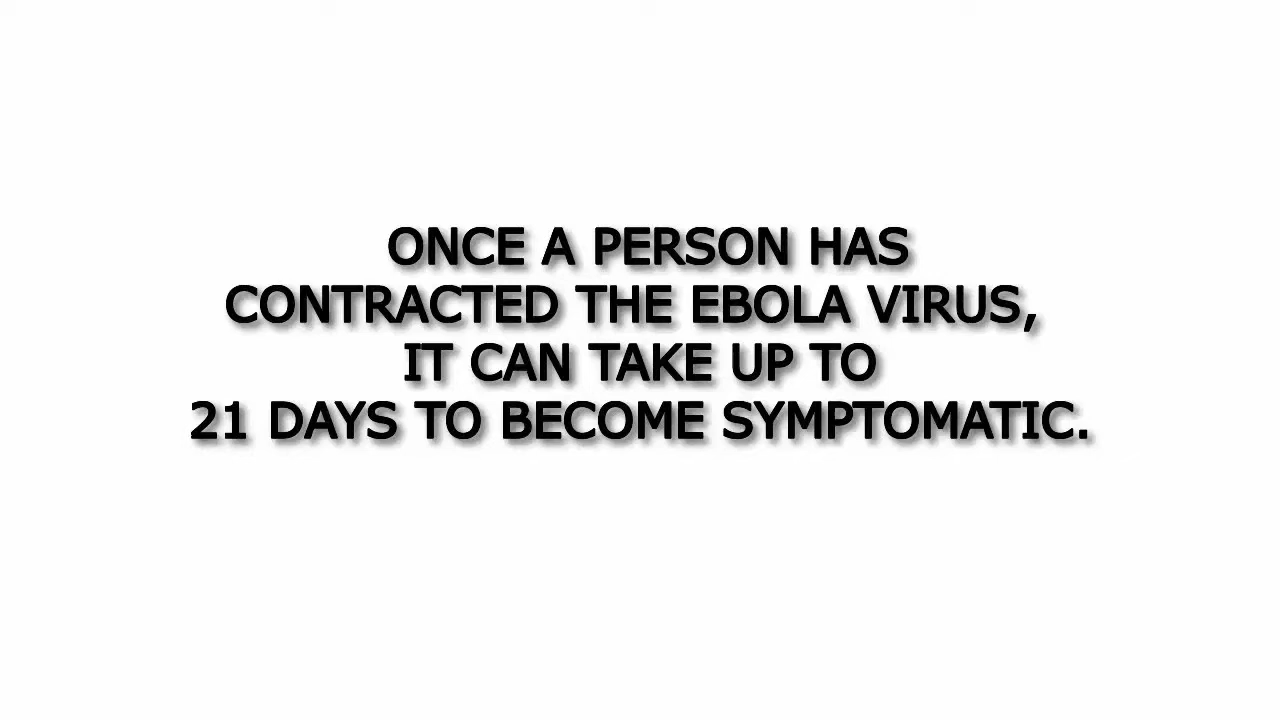 ONCE A PERSON HAS
CONTRACTED THE EBOLA VIRUS,
IT CAN TAKE UP TO
21 DAYS TO BECOME SYMPTOMATIC.